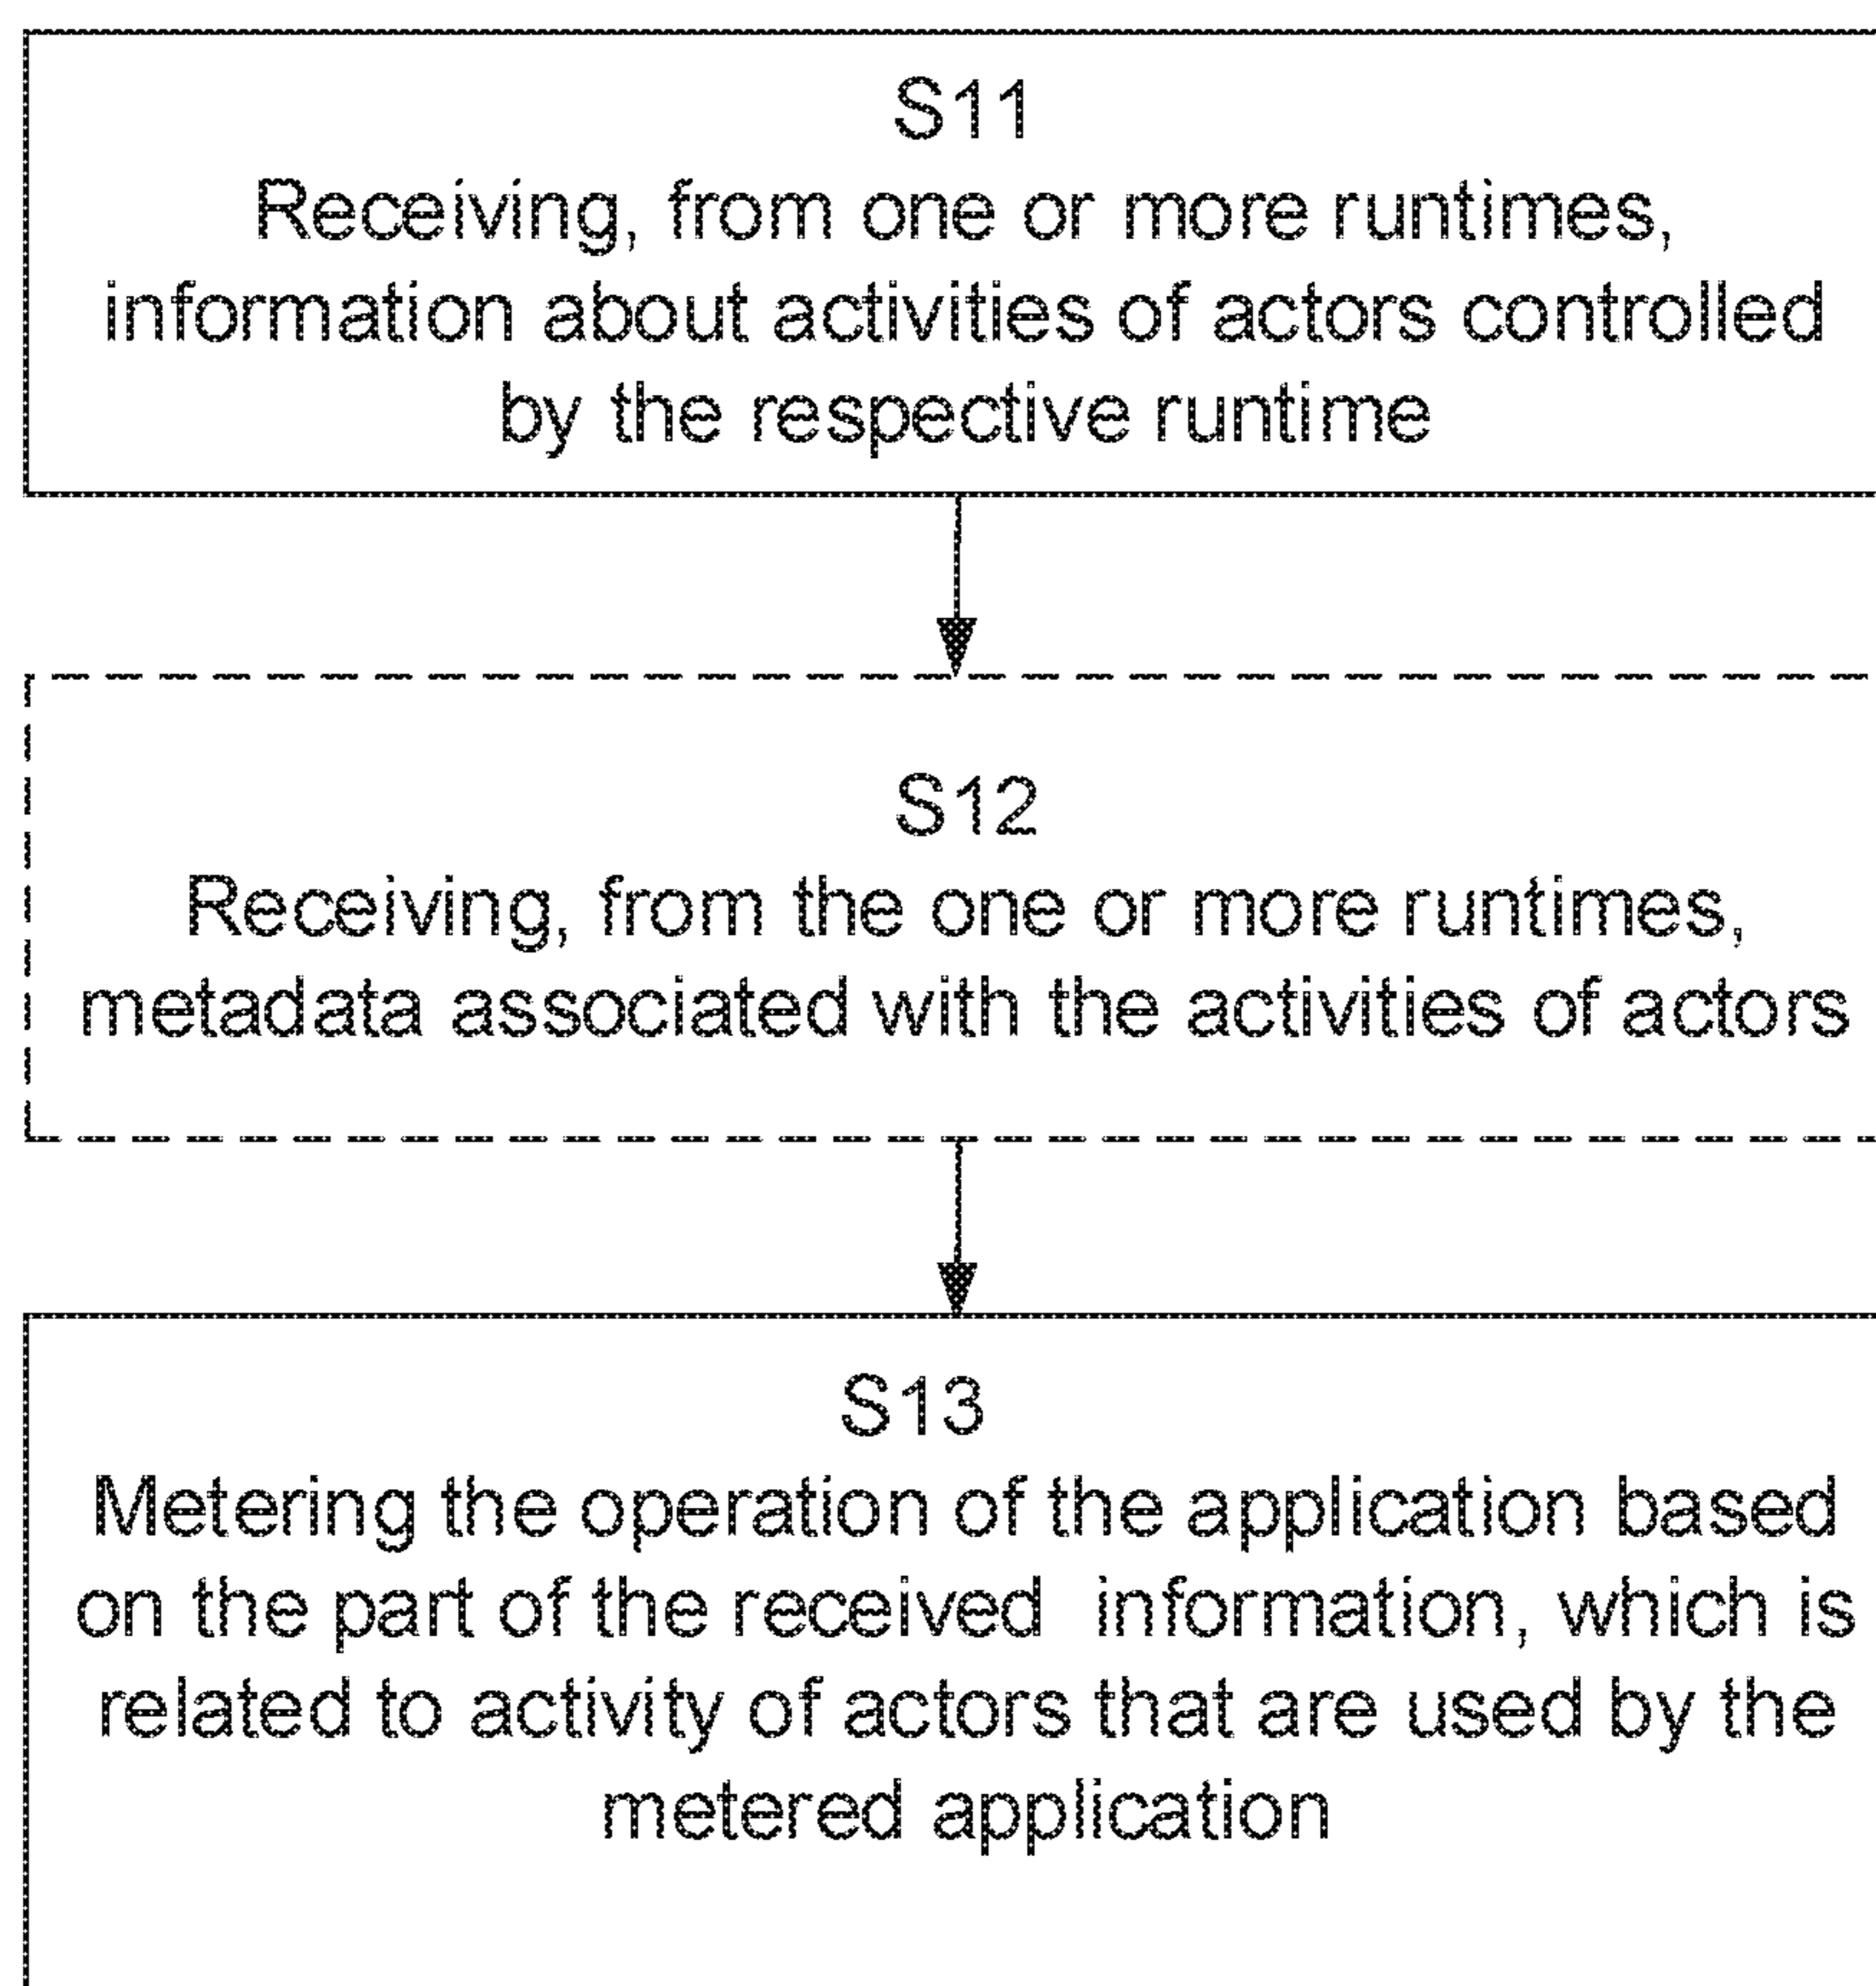 S11
Receiving, from one or more runtimes,
information about activities of actors controlled
by the respective runtime
S12
Receiving, from the one or more runtimes,
metadata associated with the activities of actors
S13
Metering the operation of the application based
on the part of the received information, which is
related to activity of actors that are used by the
metered application